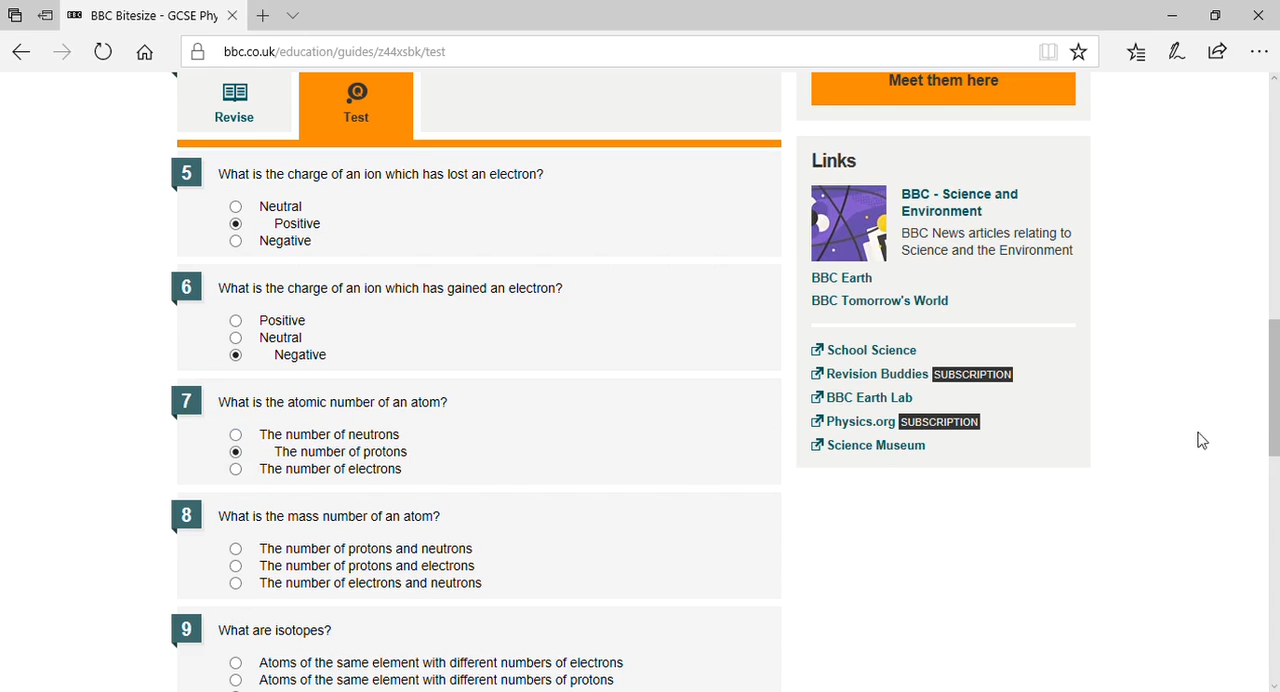 BBC BBC Bitesize - GCSE Phy
bbc.co.uk/education/guides/z44xsbk/test
Revise
Test
Meet them here
5 What is the charge of an ion which has lost an electron?
Neutral
Positive
Negative
6 What is the charge of an ion which has gained an electron?
Positive
Neutral
Negative
7 What is the atomic number of an atom?
The number of neutrons
The number of protons
The number of electrons
8 What is the mass number of an atom?
The number of protons and neutrons
The number of protons and electrons
The number of electrons and neutrons
9 What are isotopes?
Atoms of the same element with different numbers of electrons
Atoms of the same element with different numbers of protons
Links
BBC - Science and
Environment
BBC News articles relating to
Science and the Environment
BBC Earth
BBC Tomorrow's World
School Science
Revision Buddies SUBSCRIPTION
BBC Earth Lab
Physics.org SUBSCRIPTION
Science Museum